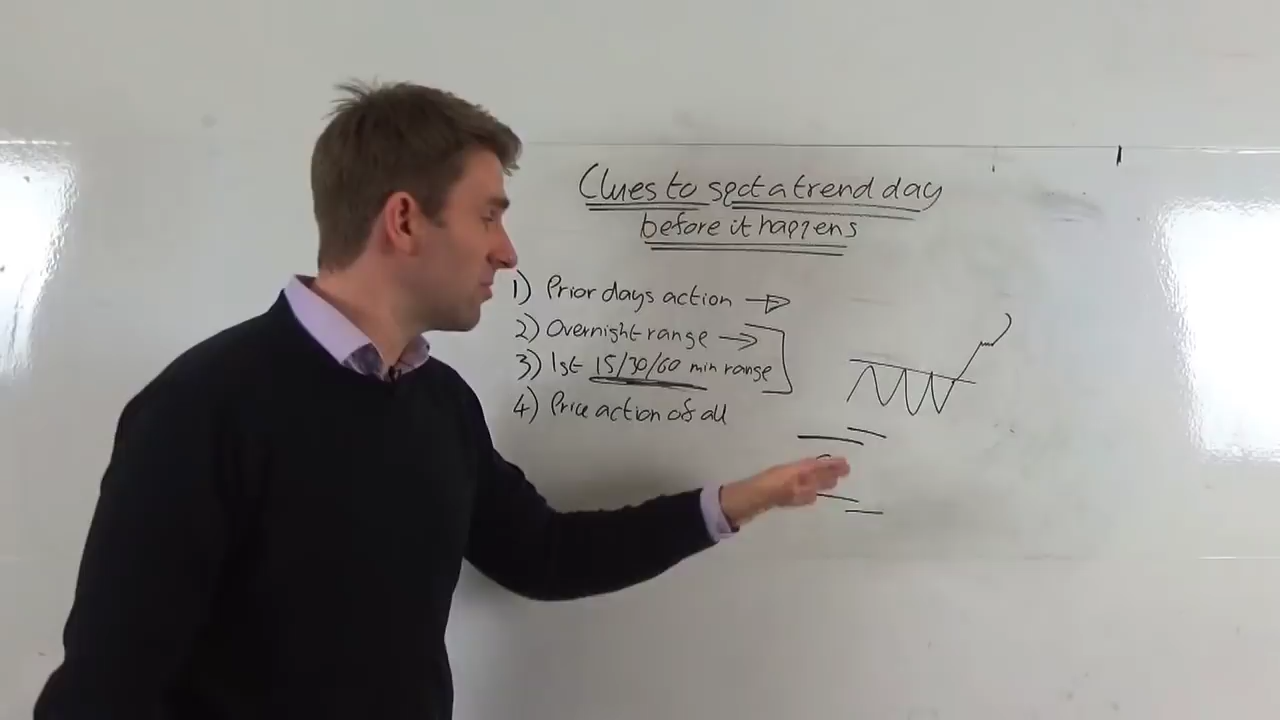 Clues to spot a trend day
before it happens
1) Prior days action →
2) Overnight range →
3) 1st 15/30/60 min range
4) Price action of all